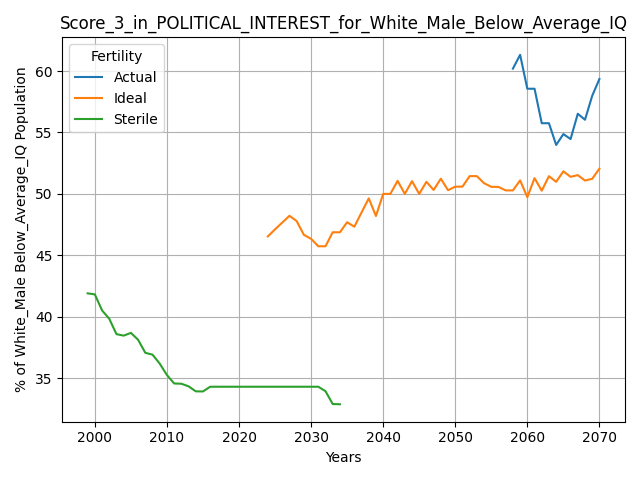 Score_3_in_POLITICAL_INTEREST_for_White_Male_Below_Average_IQ
Fertility
Actual
Ideal
Sterile
% of White_Male Below_Average_IQ Population
60
55
50
45
40
35
2000 2010 2020 2030 2040 2050 2060 2070
Years